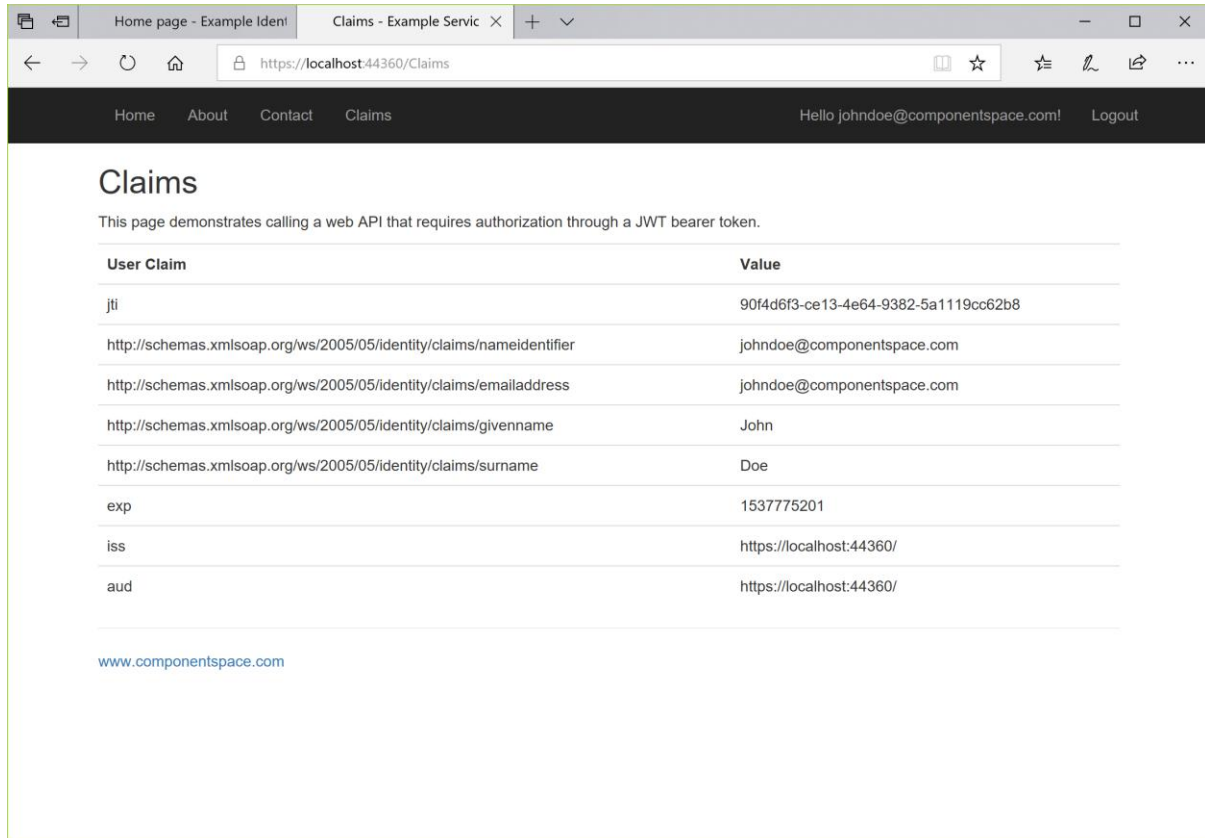 Home page - Example Ident
Claims - Example Servic
https://localhost:44360/Claims
Home About Contact Claims Hello johndoe@componentspace.com! Logout
Claims
This page demonstrates calling a web API that requires authorization through a JWT bearer token.
User Claim Value
jti 90f4d6f3-ce13-4e64-9382-5a1119cc62b8
http://schemas.xmlsoap.org/ws/2005/05/identity/claims/nameidentifier johndoe@componentspace.com
http://schemas.xmlsoap.org/ws/2005/05/identity/claims/emailaddress johndoe@componentspace.com
http://schemas.xmlsoap.org/ws/2005/05/identity/claims/givenname John
http://schemas.xmlsoap.org/ws/2005/05/identity/claims/surname Doe
exp 1537775201
iss https://localhost:44360/
aud https://localhost:44360/
www.componentspace.com